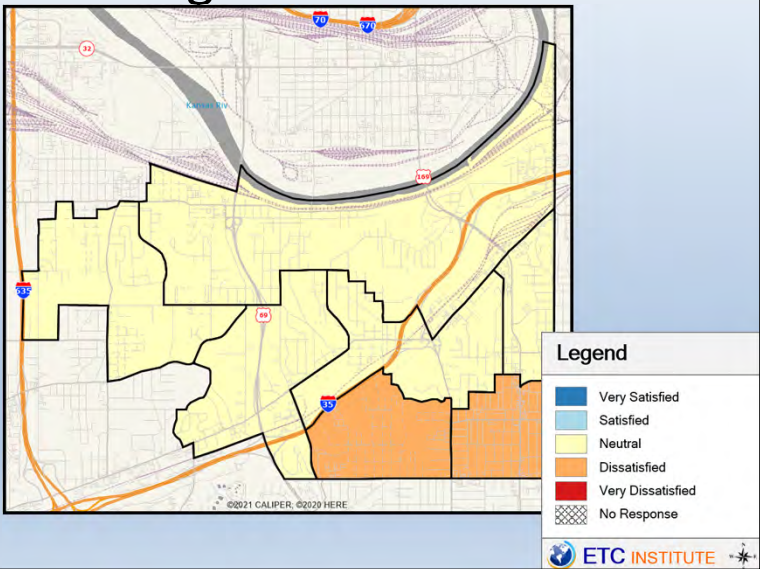 70
670
32
Kansas Riv
169
635
69
35
©2021 CALIPER; ©2020 HERE
Legend
Very Satisfied
Satisfied
Neutral
Dissatisfied
Very Dissatisfied
No Response
ETC INSTITUTE